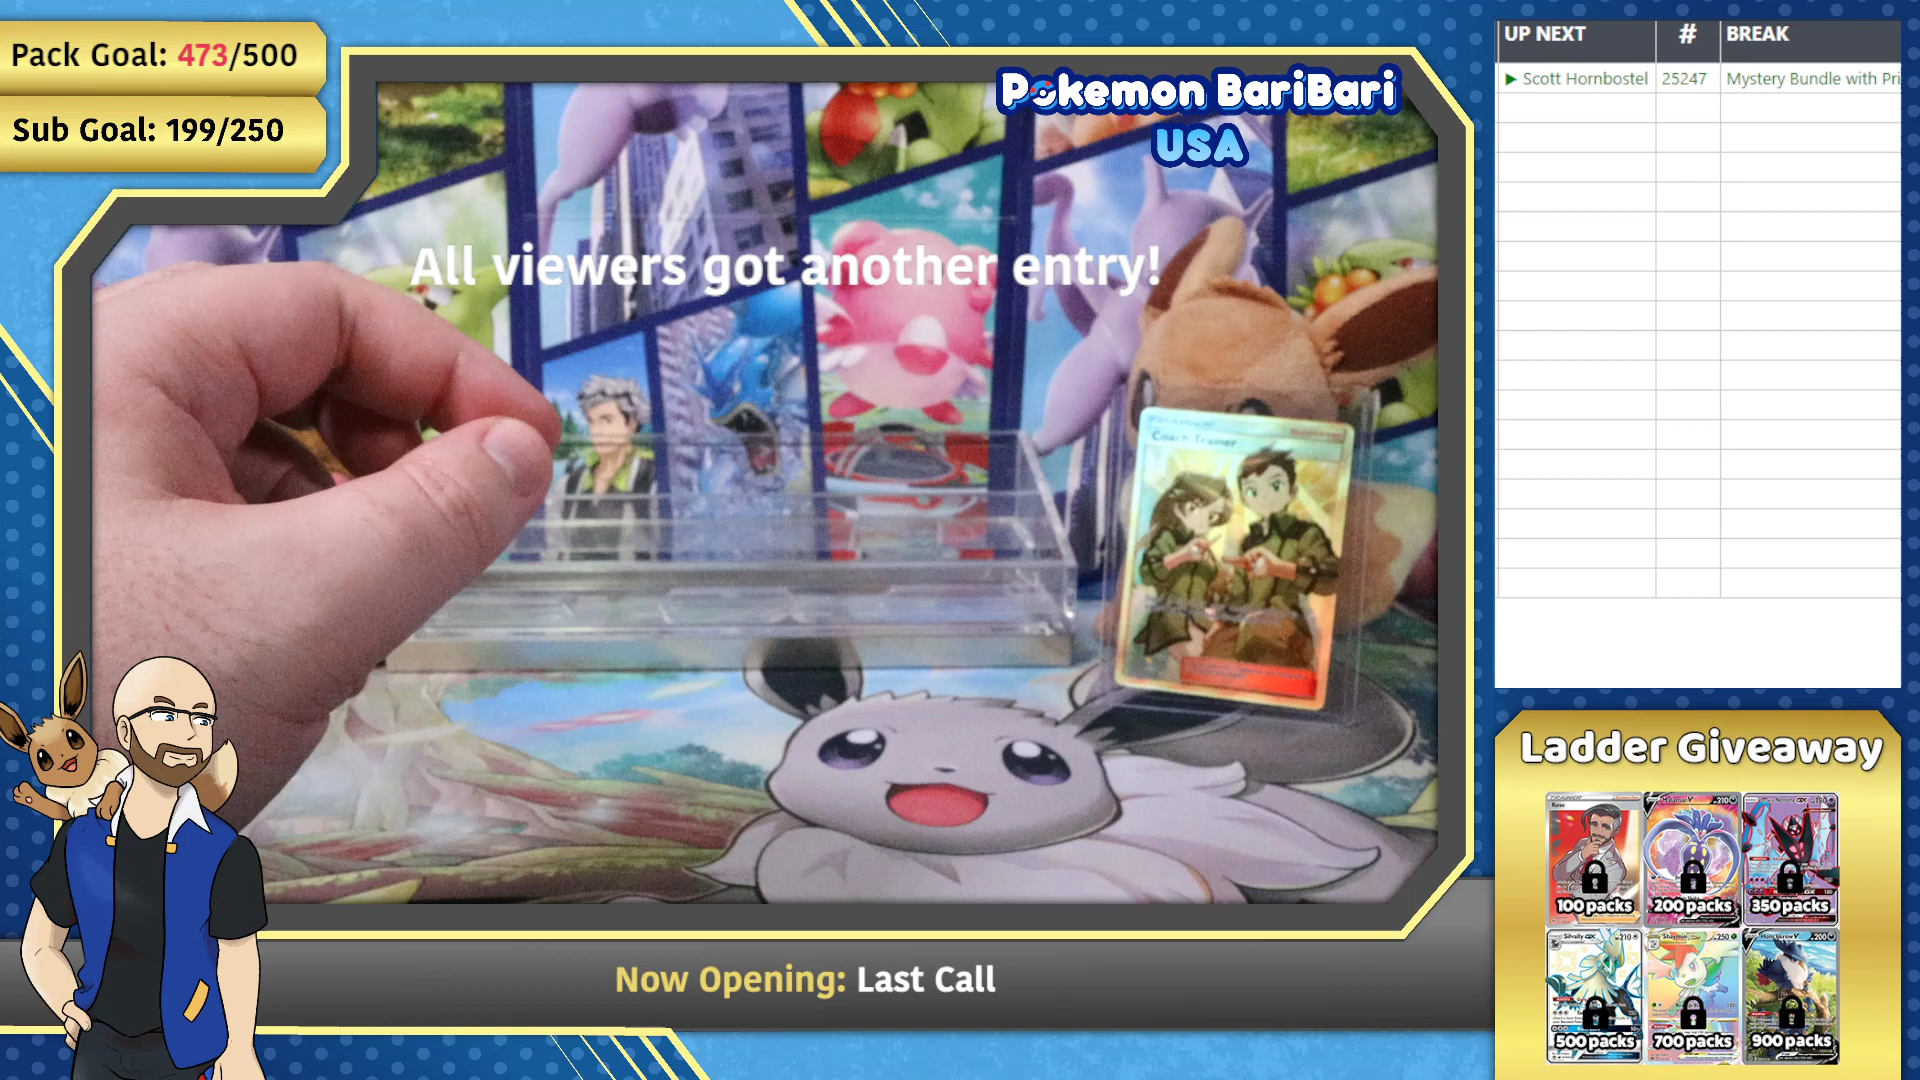 Pack Goal: 473/500
Sub Goal: 199/250
Pokemon BariBari
USA
All viewers got another entry!
Coach Trainer
UP NEXT # BREAK
▶ Scott Hornbostel 25247 Mystery Bundle with Pri
Ladder Giveaway
100 packs 200 packs 350 packs
500 packs 700 packs 900 packs
Now Opening: Last Call